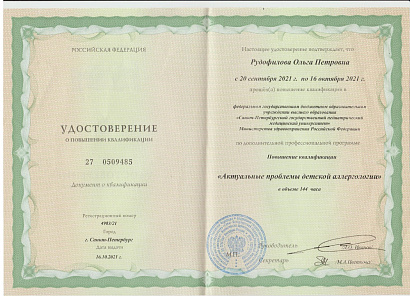 РОССИЙСКАЯ ФЕДЕРАЦИЯ
УДОСТОВЕРЕНИЕ
О ПОВЫШЕНИИ КВАЛИФИКАЦИИ
27 0509485
Документ о квалификации
Регистрационный номер
4981/21
Город
г. Санкт-Петербург
Дата выдачи
16.10.2021 г.
Настоящее удостоверение подтверждает, что
Рудофилова Ольга Петровна
с 20 сентября 2021 г. по 16 октября 2021 г.
прошёл(а) повышение квалификации в
федеральном государственном бюджетном образовательном
учреждении высшего образования
«Санкт-Петербургский государственный педиатрический
медицинский университет»
Министерства здравоохранения Российской Федерации
по дополнительной профессиональной программе
Повышение квалификации
«Актуальные проблемы детской аллергологии»
в объеме 144 часа
Руководитель
М.П.
Секретарь